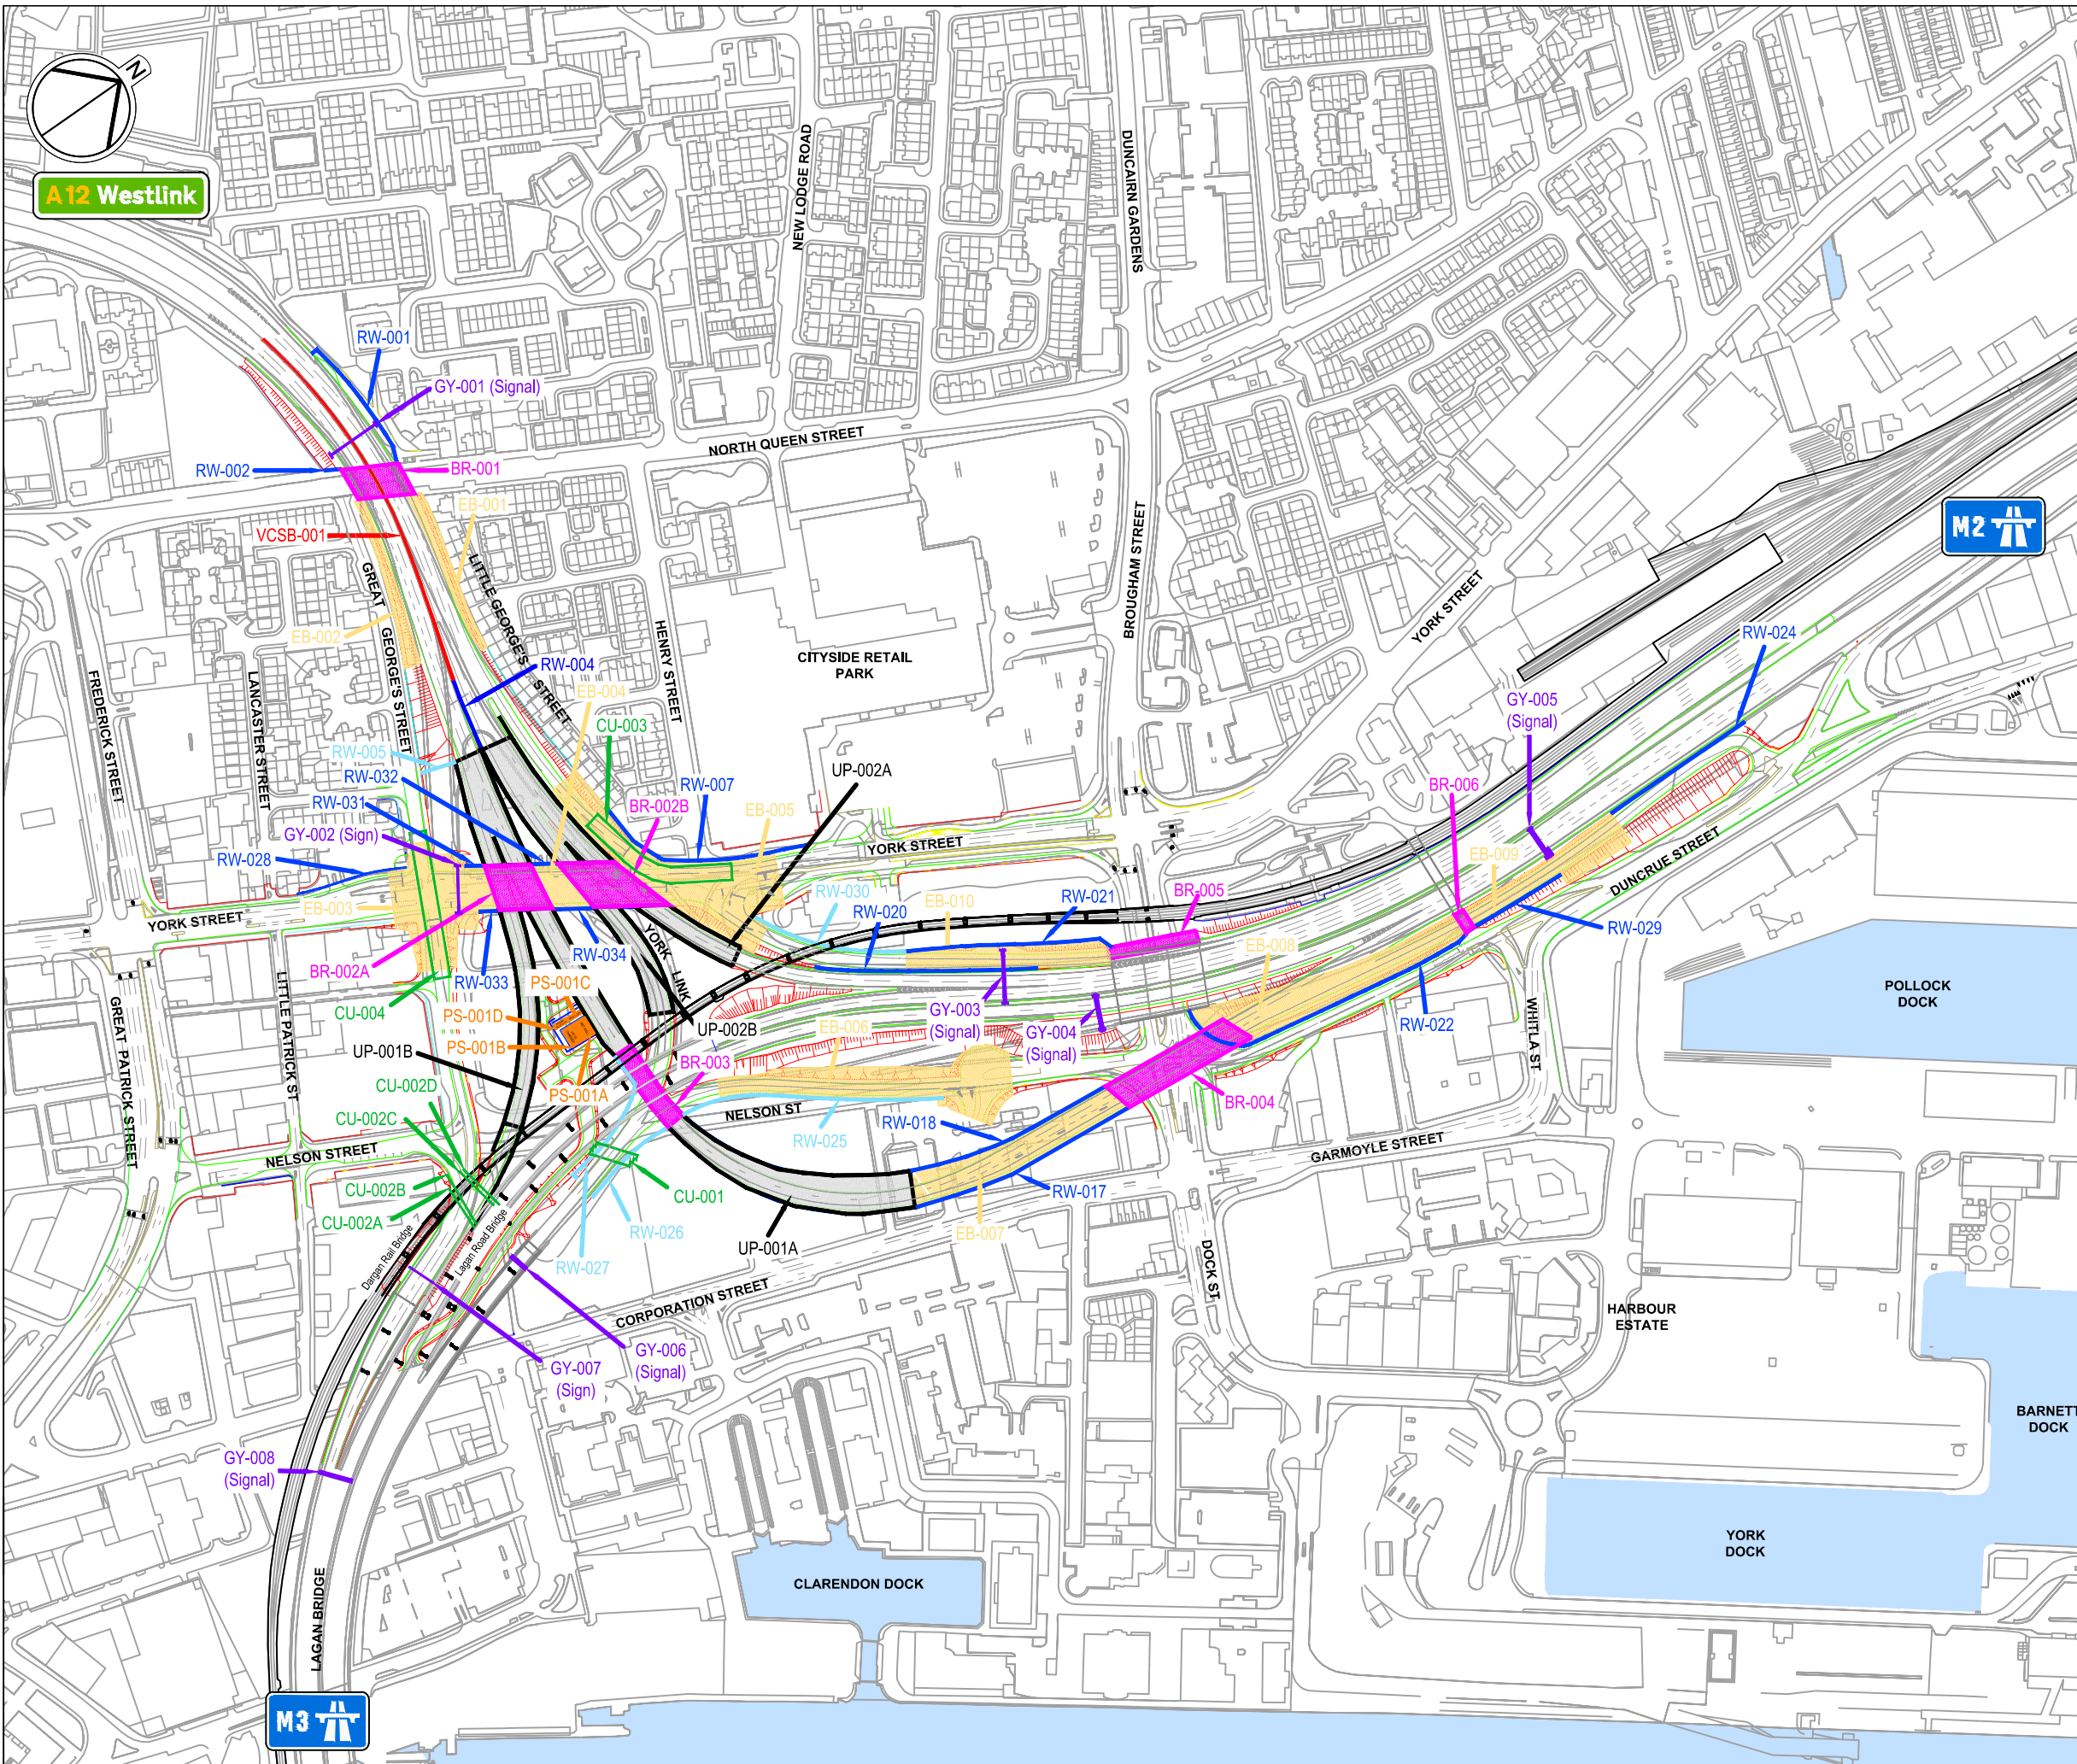 N
A12 Westlink
NEW LODGE ROAD
DUNCAIRN GARDENS
RW-001
GY-001 (Signal)
NORTH QUEEN STREET
RW-002
BR-001
EB-001
VCSB-001
M2
GREAT
GEORGE'S STREET
LITTLE GEORGE'S
STREET
BROUGHAM STREET
YORK STREET
EB-002
HENRY STREET
CITYSIDE RETAIL
PARK
RW-024
RW-004
FREDERICK STREET
LANCASTER STREET
EB-004
GY-005
(Signal)
CU-003
RW-005
RW-032
UP-002A
RW-007
BR-006
RW-031
BR-002B
EB-005
GY-002 (Sign)
YORK STREET
RW-028
EB-009
DUNCRUE STREET
RW-030
BR-005
RW-021
EB-010
EB-003
RW-020
YORK STREET
RW-029
YORK
LINK
EB-008
RW-034
BR-002A
RW-033
PS-001C
LITTLE PATRICK ST
GREAT PATRICK STREET
POLLOCK
DOCK
CU-004
PS-001D
GY-003
(Signal)
UP-002B
EB-006
GY-004
(Signal)
RW-022
WHITLA ST
PS-001B
UP-001B
BR-003
CU-002D
PS-001A
BR-004
NELSON ST
CU-002C
RW-018
RW-025
NELSON STREET
GARMOYLE STREET
CU-002B
CU-001
RW-017
CU-002A
RW-026
EB-007
UP-001A
Dargan Rail Bridge
Lagan Road Bridge
RW-027
DOCK ST
CORPORATION STREET
HARBOUR
ESTATE
GY-006
(Signal)
GY-007
(Sign)
BARNETT
DOCK
GY-008
(Signal)
YORK
DOCK
CLARENDON DOCK
LAGAN BRIDGE
M3